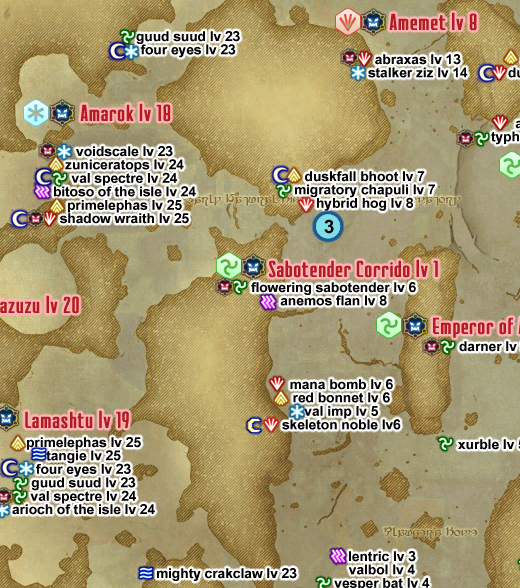 guud suud lv 23
four eyes lv 23
Amemet lv 8
abraxas lv 13
stalker ziz lv 14
du
Amarok lv 18
a
typh
voidscale lv 23
zuniceratops lv 24
val spectre lv 24
bitoso of the isle lv 24
primelephas lv 25
shadow wraith lv 25
duskfall bhoot lv 7
migratory chapuli lv 7
hybrid hog lv 8
3
Sabotender Corrido lv 1
flowering sabotender lv 6
anemos flan lv 8
azuzu lv 20
Emperor of
darner lv
mana bomb lv 6
red bonnet lv 6
val imp lv 5
skeleton noble lv6
Lamashtu lv 19
primelephas lv 25
tangie lv 25
four eyes lv 23
guud suud lv 23
val spectre lv 24
arioch of the isle lv 24
xurble lv 5
lentric lv 3
valbol lv 4
vesper bat lv 4
mighty crakclaw lv 23